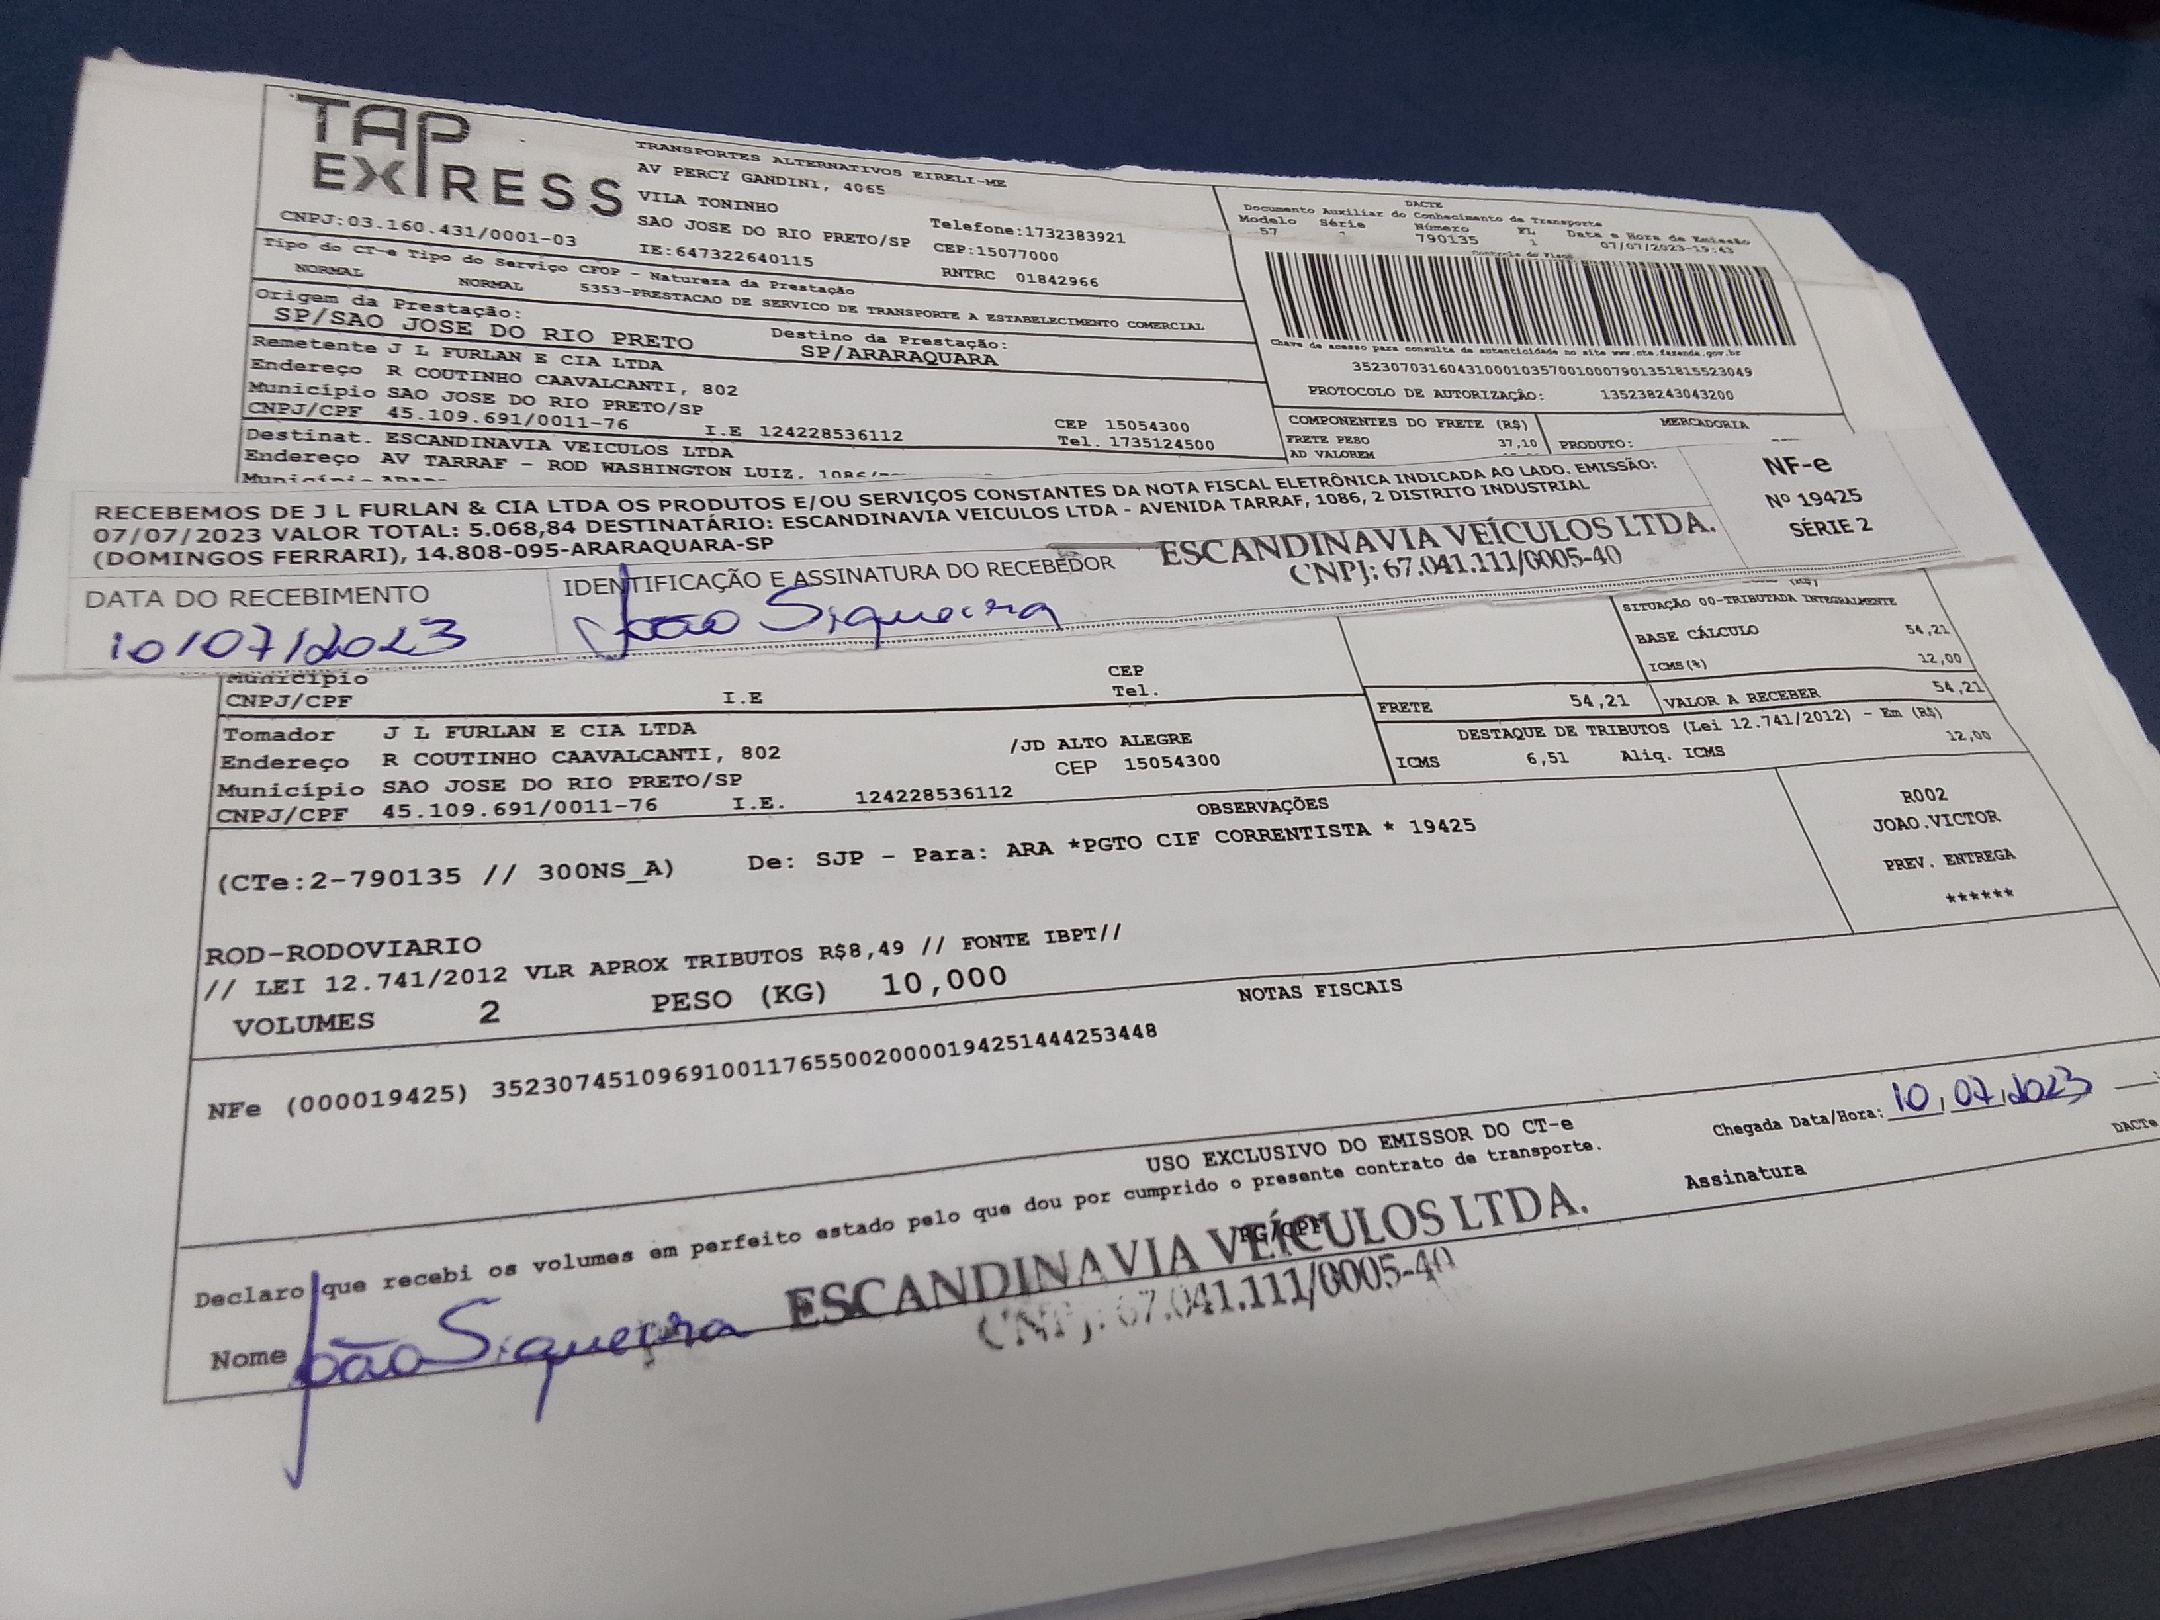 TAP
EXPRESS
TRANSPORTES ALTERNATIVOS EIRELI-ME
AV PERCY GANDINI, 4065
VILA TONINHO
SAO JOSE DO RIO PRETO/SP
Telefone:1732383921
CNPJ:03.160.431/0001-03
IE:647322640115
CEP:15077000
RNTRC 01842966
DACTE
Documento Auxiliar do Conhecimento de Transporte
Modelo Série Número FL Data e Hora de Emissão
57 790135 1 07/07/2023-15:43
Tipo do CT-e Tipo do Serviço CFOP - Natureza da Prestação
NORMAL NORMAL 5353-PRESTACAO DE SERVICO DE TRANSPORTE A ESTABELECIMENTO COMERCIAL
Origem da Prestação: Destino da Prestação:
SP/SAO JOSE DO RIO PRETO SP/ARARAQUARA
Chave de acesso para consulta de autenticidade no site www.cte.fazenda.gov.br
35230703160431000103570010007901351815523049
PROTOCOLO DE AUTORIZAÇÃO: 135238243043200
Remetente J L FURLAN E CIA LTDA
Endereço R COUTINHO CAAVALCANTI, 802
Município SAO JOSE DO RIO PRETO/SP CEP 15054300
CNPJ/CPF 45.109.691/0011-76 I.E 124228536112 Tel. 1735124500
Destinat. ESCANDINAVIA VEICULOS LTDA
Endereço AV TARRAF - ROD WASHINGTON LUIZ, 1086
COMPONENTES DO FRETE (R$) MERCADORIA
FRETE PESO 37,10 PRODUTO:
AD VALOREM
RECEBEMOS DE J L FURLAN & CIA LTDA OS PRODUTOS E/OU SERVIÇOS CONSTANTES DA NOTA FISCAL ELETRÔNICA INDICADA AO LADO. EMISSÃO:
07/07/2023 VALOR TOTAL: 5.068,84 DESTINATÁRIO: ESCANDINAVIA VEICULOS LTDA - AVENIDA TARRAF, 1086, 2 DISTRITO INDUSTRIAL
(DOMINGOS FERRARI), 14.808-095-ARARAQUARA-SP
NF-e
Nº 19425
SÉRIE 2
DATA DO RECEBIMENTO
10/07/2023
IDENTIFICAÇÃO E ASSINATURA DO RECEBEDOR
João Siqueira
ESCANDINAVIA VEÍCULOS LTDA.
CNPJ: 67.041.111/0005-40
SITUAÇÃO 00-TRIBUTADA INTEGRALMENTE
BASE CÁLCULO 54,21
ICMS(%) 12,00
Município CEP
CNPJ/CPF I.E Tel.
FRETE 54,21 VALOR A RECEBER 54,21
DESTAQUE DE TRIBUTOS (Lei 12.741/2012) - Em (R$)
ICMS 6,51 Aliq. ICMS 12,00
Tomador J L FURLAN E CIA LTDA
Endereço R COUTINHO CAAVALCANTI, 802 /JD ALTO ALEGRE
Município SAO JOSE DO RIO PRETO/SP CEP 15054300
CNPJ/CPF 45.109.691/0011-76 I.E. 124228536112
OBSERVAÇÕES
(CTe:2-790135 // 300NS_A) De: SJP - Para: ARA *PGTO CIF CORRENTISTA * 19425
R002
JOAO.VICTOR
PREV. ENTREGA
******
ROD-RODOVIARIO
// LEI 12.741/2012 VLR APROX TRIBUTOS R$8,49 // FONTE IBPT//
VOLUMES 2 PESO (KG) 10,000
NOTAS FISCAIS
NFe (000019425) 35230745109691001176550020000194251444253448
USO EXCLUSIVO DO EMISSOR DO CT-e
Declaro que recebi os volumes em perfeito estado pelo que dou por cumprido o presente contrato de transporte.
Chegada Data/Hora: 10/07/2023
DACTe
Assinatura
Nome João Siqueira
ESCANDINAVIA VEÍCULOS LTDA.
CNPJ: 67.041.111/0005-40